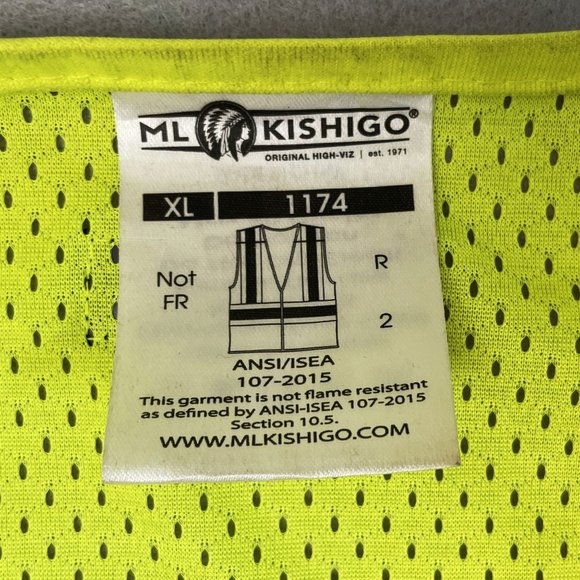 ML KISHIGO®
ORIGINAL HIGH-VIZ | est. 1971
XL 1174
Not FR
R
2
ANSI/ISEA
107-2015
This garment is not flame resistant
as defined by ANSI-ISEA 107-2015
Section 10.5.
WWW.MLKISHIGO.COM